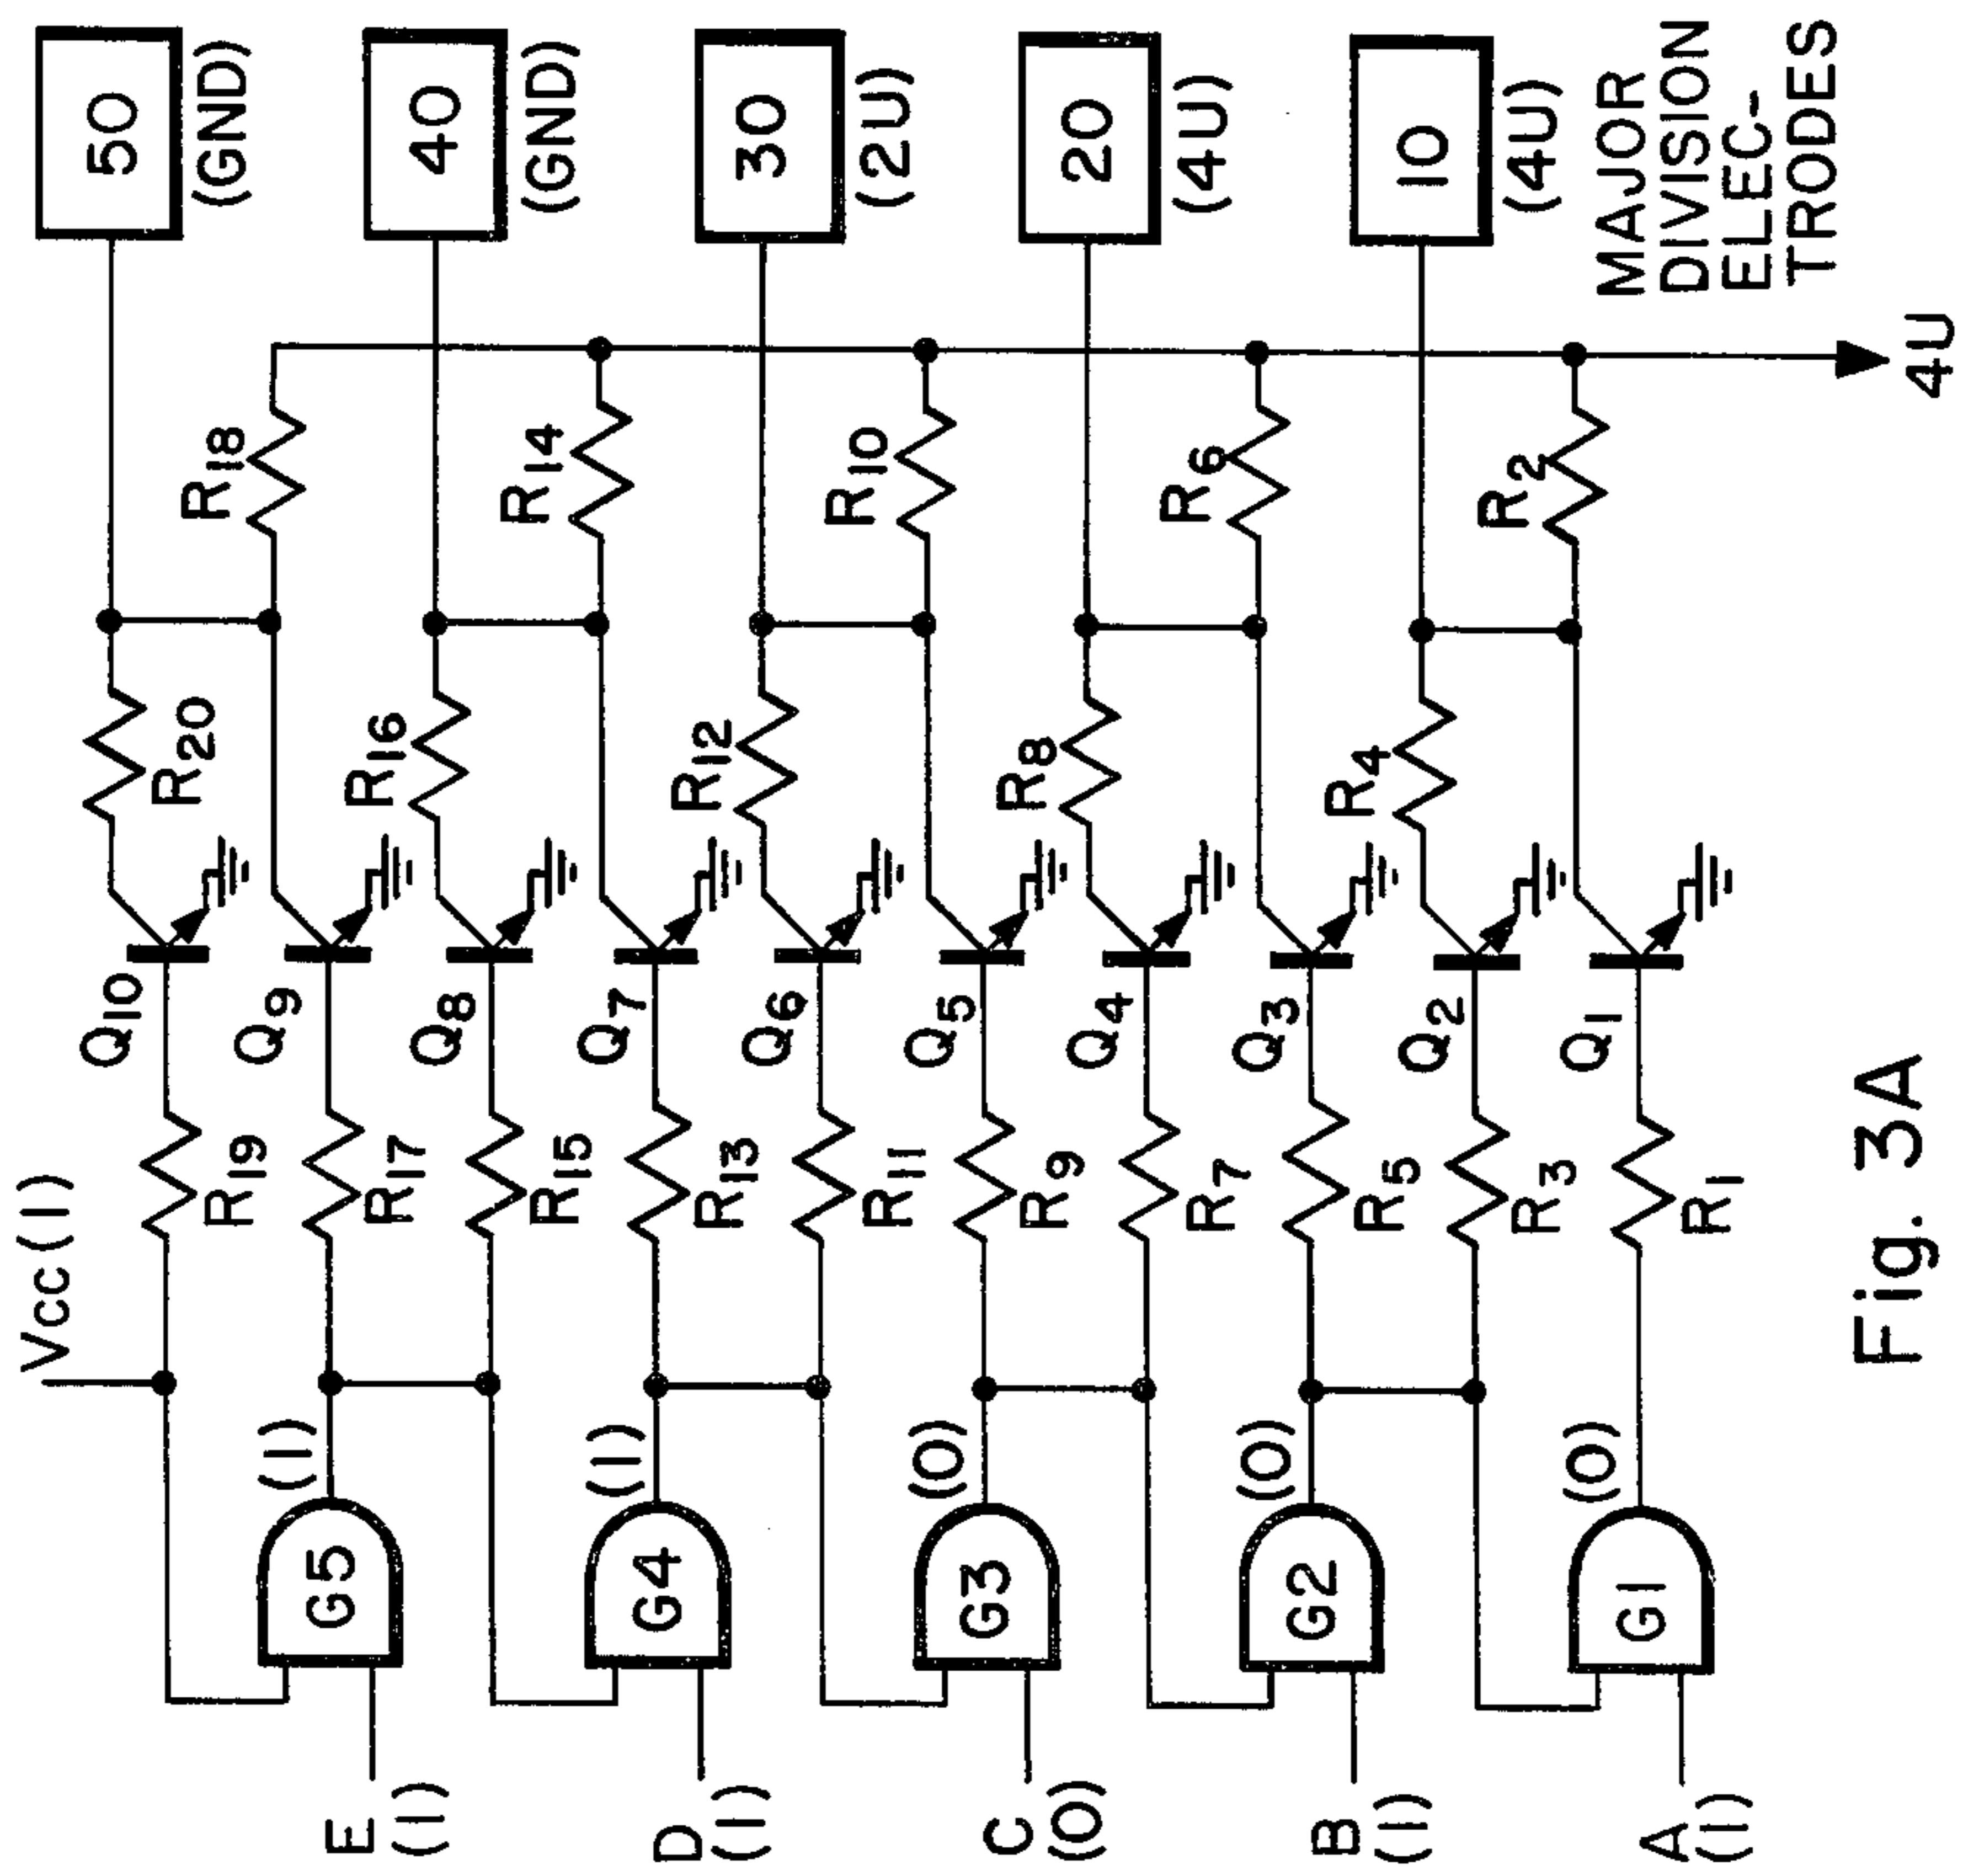 50
(GND)
40
(GND)
30
(2U)
20
(4U)
10
(4U)
MAJOR
DIVISION
ELEC-
TRODES
4U
R18
R14
R10
R6
R2
R20
R16
R12
R8
R4
Q10
Q9
Q8
Q7
Q6
Q5
Q4
Q3
Q2
Q1
Vcc (1)
R19
R17
R15
R13
R11
R9
R7
R5
R3
R1
(1)
(1)
(0)
(0)
(0)
G5
G4
G3
G2
G1
E
(1)
D
(1)
C
(0)
B
(1)
A
(1)
Fig. 3A